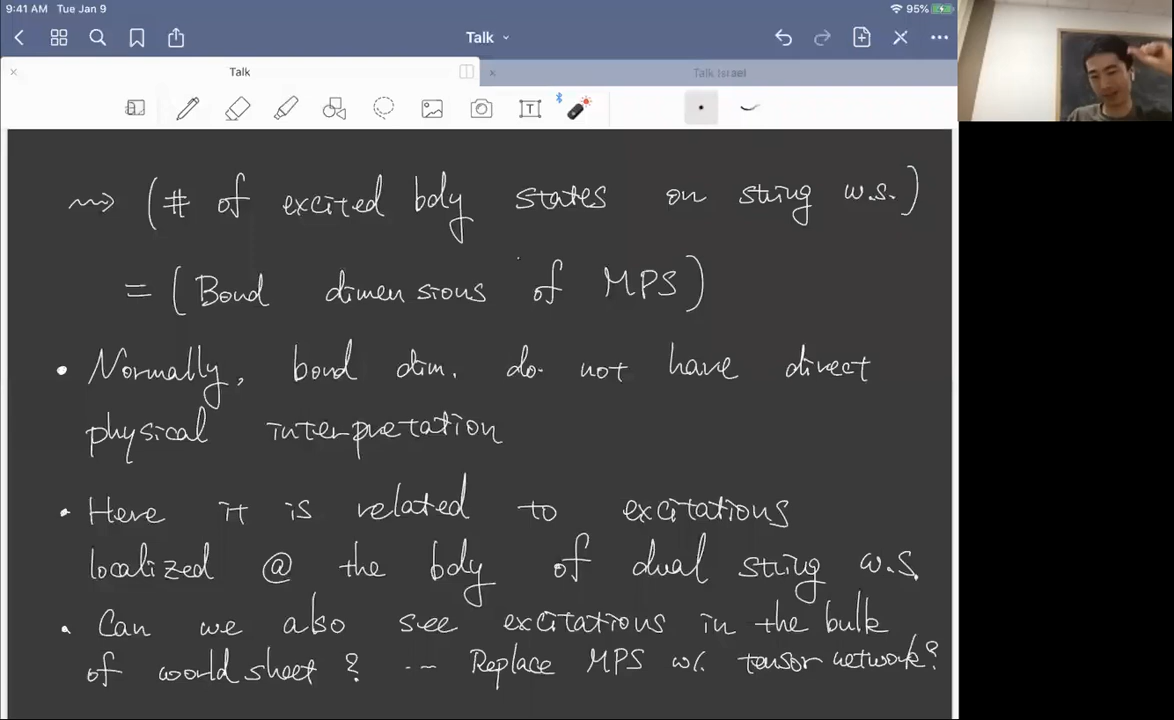 9:41 AM Tue Jan 9
95%
Talk
Talk
Talk Israel
T
⇝ (# of excited bdy states on string w.s.)
= (Bond dimensions of MPS)
• Normally, bond dim. do not have direct
physical interpretation
• Here it is related to excitations
localized @ the bdy of dual string w.s.
• Can we also see excitations in the bulk
of worldsheet? ... Replace MPS w/. tensor network?